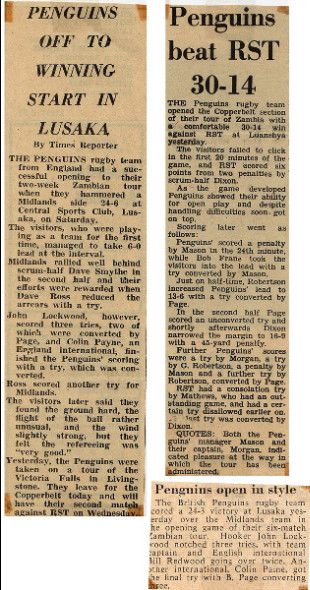 PENGUINS
OFF TO
WINNING
START IN
LUSAKA
By Times Reporter
THE PENGUINS rugby team
from England had a suc-
cessful opening to their
two-week Zambian tour
when they hammered a
Midlands side 24-6 at
Central Sports Club, Lus-
aka, on Saturday.
The visitors, who were play-
ing as a team for the first
time, managed to take 6-0
lead at the interval.
Midlands rallied well behind
scrum-half Dave Smythe in
the second half and their
efforts were rewarded when
Dave Ross reduced the
arrears with a try.
John Lockwood, however,
scored three tries, two of
which were converted by
Page, and Colin Payne, an
England international, fin-
ished the Penguins' scoring
with a try, which was con-
verted.
Ross scored another try for
Midlands.
The visitors later said they
found the ground hard, the
flight of the ball rather
unusual, and the wind
slightly strong, but they
felt the refereeing was
"very good."
Yesterday, the Penguins were
taken on a tour of the
Victoria Falls in Living-
stone. They leave for the
Copperbelt today and will
have their second match
against RST on Wednesday.
Penguins
beat RST
30-14
THE Penguins rugby team
opened the Copperbelt section
of their tour of Zambia with
a comfortable 30-14 win
against RST at Luanshya
yesterday.
The visitors failed to click
in the first 20 minutes of the
game, and RST scored six
points from two penalties by
scrum-half Dixon.
As the game developed
Penguins showed their ability
for open play and despite
handling difficulties soon got
on top.
Scoring later went as
follows:
Penguins' scored a penalty
by Mason in the 24th minute,
while Bob Frame took the
visitors into the lead with a
try converted by Mason.
Just on half-time, Robertson
increased Penguins' lead to
13-6 with a try converted by
Page.
In the second half Page
scored an unconverted try and
shortly afterwards Dixon
narrowed the margin to 16-9
with a 45-yard penalty.
Further Penguins' scores
were a try by Morgan, a try
by G. Robertson, a penalty by
Mason and a further try by
Robertson, converted by Page.
RST had a consolation try
by Mathews, who had an out-
standing game, and had a cer-
tain try disallowed earlier on.
last try was converted by
Dixon.
QUOTES: Both the Pen-
guins' manager Mason and
their captain, Morgan, indi-
cated pleasure at the way in
which the tour has been
administered.
Penguins open in style
The British Penguins rugby team
scored a 24-3 victory at Lusaka yes-
terday over the Midlands team in
the opening game of their six-match
Zambian tour. Hooker John Lock-
wood notched three tries, with team
captain and English international
Bill Redwood going over twice. An-
other international, Colin Paine, got
the final try with B. Page converting
three.